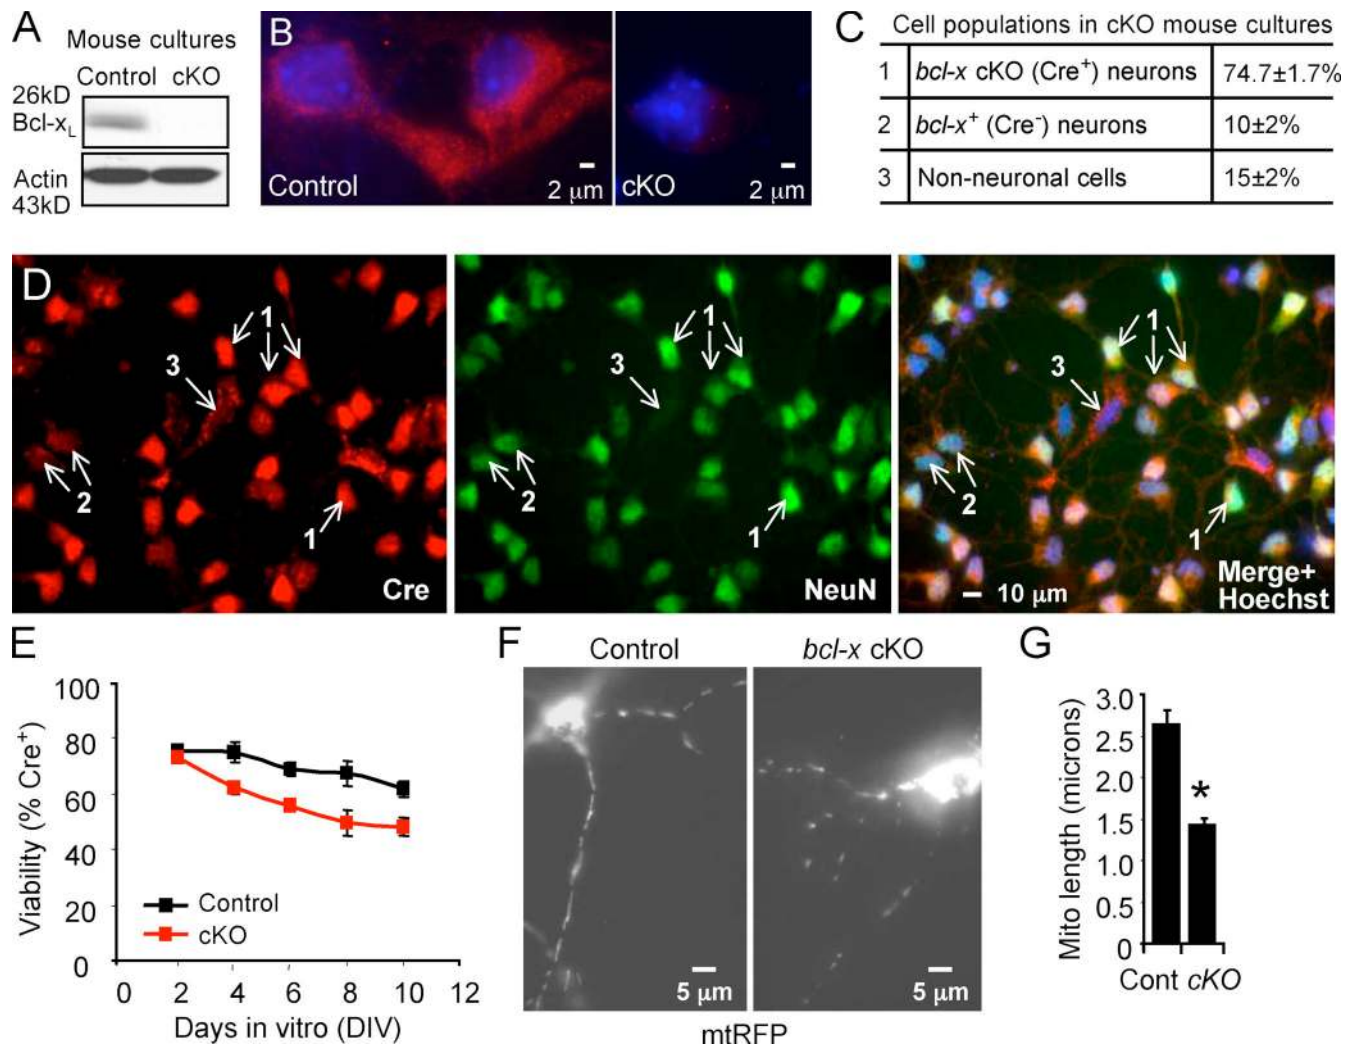 A
Mouse cultures
Control cKO
26kD
Bcl-xL
Actin
43kD
B
Control
2 μm
cKO
2 μm
C
Cell populations in cKO mouse cultures
1 bcl-x cKO (Cre+) neurons 74.7±1.7%
2 bcl-x+ (Cre-) neurons 10±2%
3 Non-neuronal cells 15±2%
D
1
3
2
1
Cre
1
3
2
1
NeuN
1
3
2
1
10 μm
Merge+
Hoechst
E
Viability (% Cre+)
100
80
60
40
20
0
Control
cKO
0 2 4 6 8 10 12
Days in vitro (DIV)
F
Control
bcl-x cKO
5 μm
5 μm
mtRFP
G
Mito length (microns)
3.0
2.5
2.0
1.5
1.0
0.5
0
*
Cont cKO